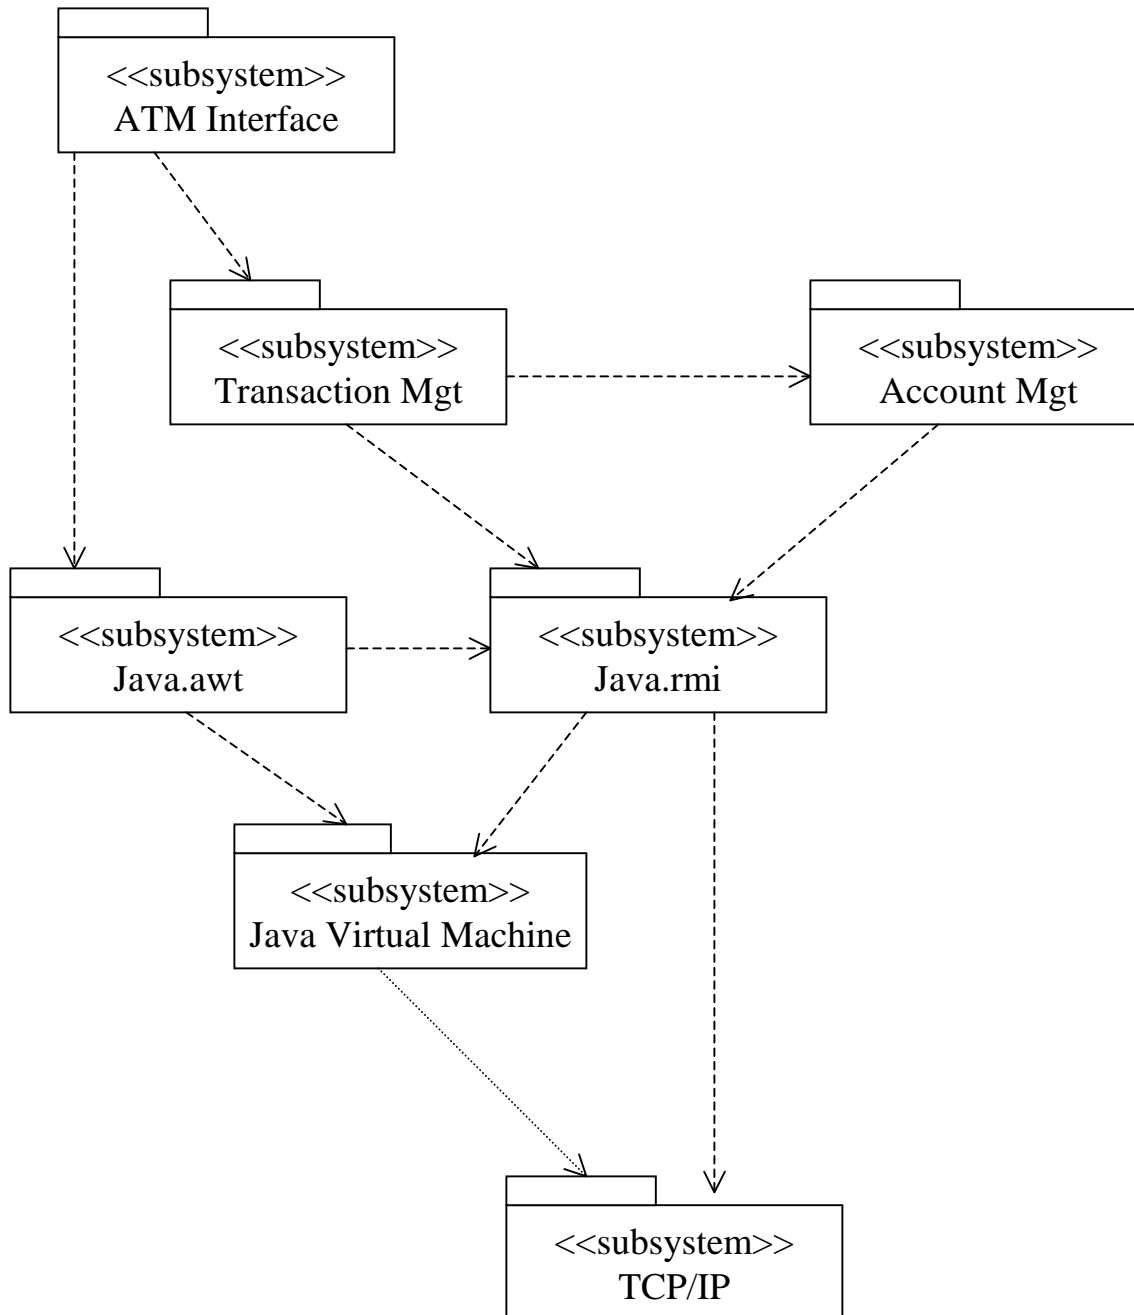 <<subsystem>>
ATM Interface
<<subsystem>>
Transaction Mgt
<<subsystem>>
Account Mgt
<<subsystem>>
Java.awt
<<subsystem>>
Java.rmi
<<subsystem>>
Java Virtual Machine
<<subsystem>>
TCP/IP